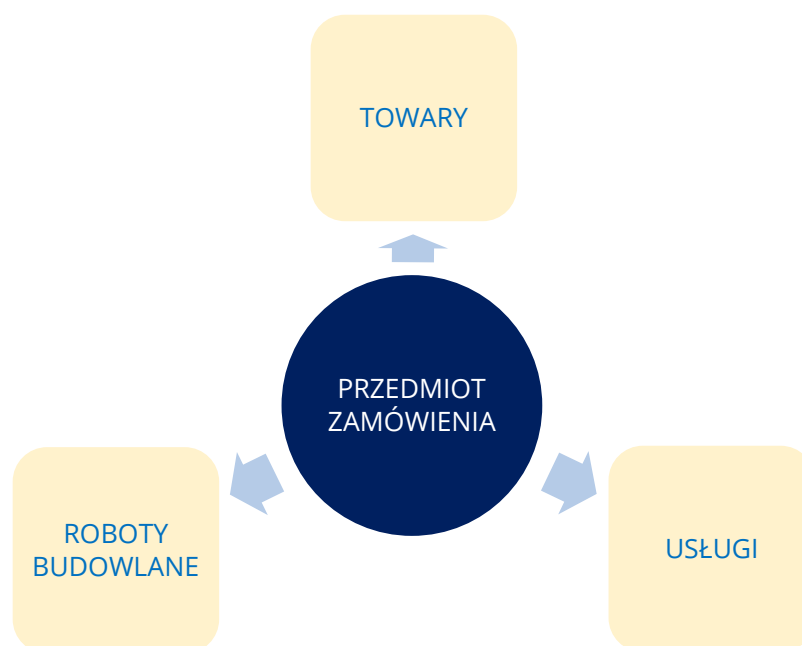 TOWARY
PRZEDMIOT
ZAMÓWIENIA
ROBOTY
BUDOWLANE
USŁUGI